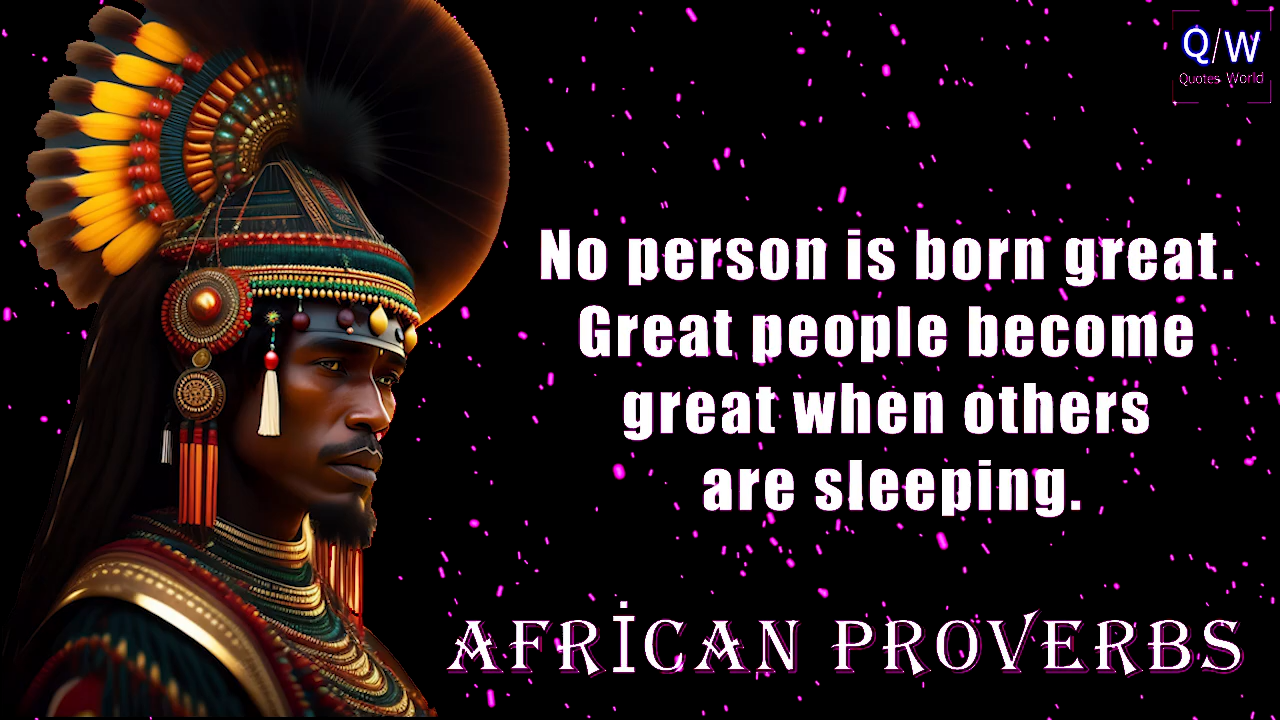 Q/W
Quotes World
No person is born great.
Great people become
great when others
are sleeping.
AFRİCAN PROVERBS